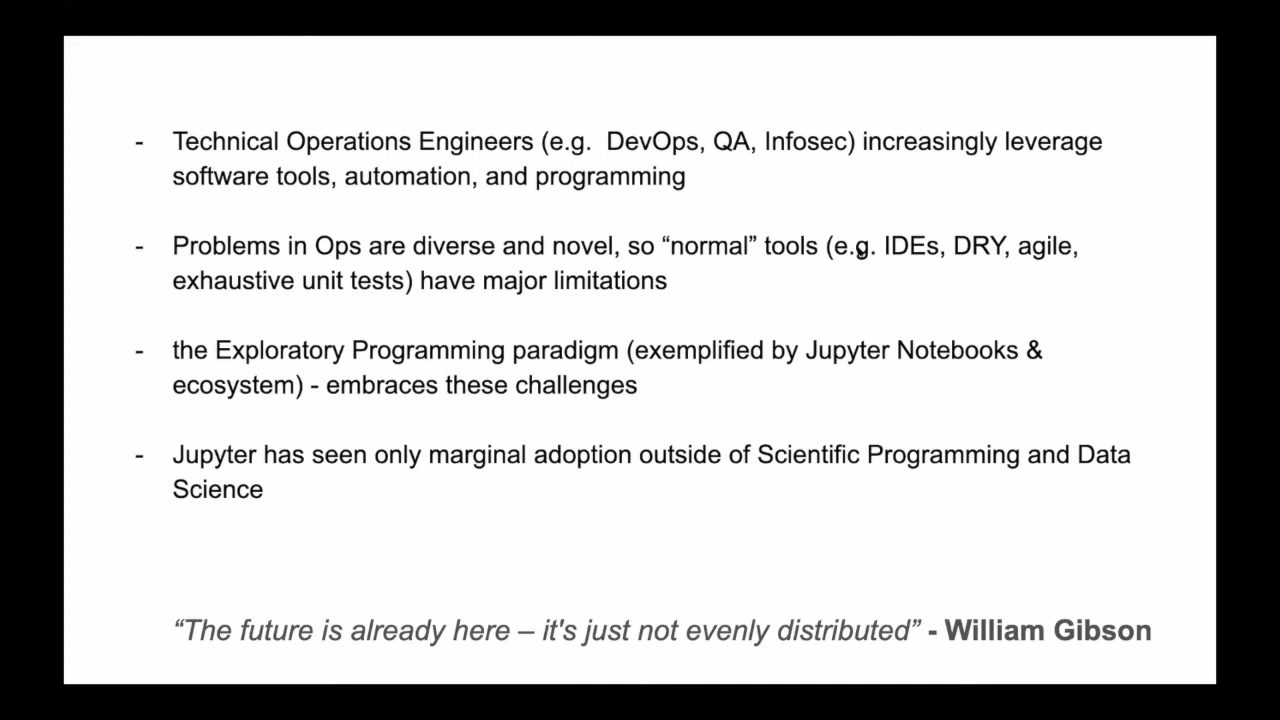 - Technical Operations Engineers (e.g.  DevOps, QA, Infosec) increasingly leverage
software tools, automation, and programming
- Problems in Ops are diverse and novel, so “normal” tools (e.g. IDEs, DRY, agile,
exhaustive unit tests) have major limitations
- the Exploratory Programming paradigm (exemplified by Jupyter Notebooks &
ecosystem) - embraces these challenges
- Jupyter has seen only marginal adoption outside of Scientific Programming and Data
Science
“The future is already here – it's just not evenly distributed” - William Gibson